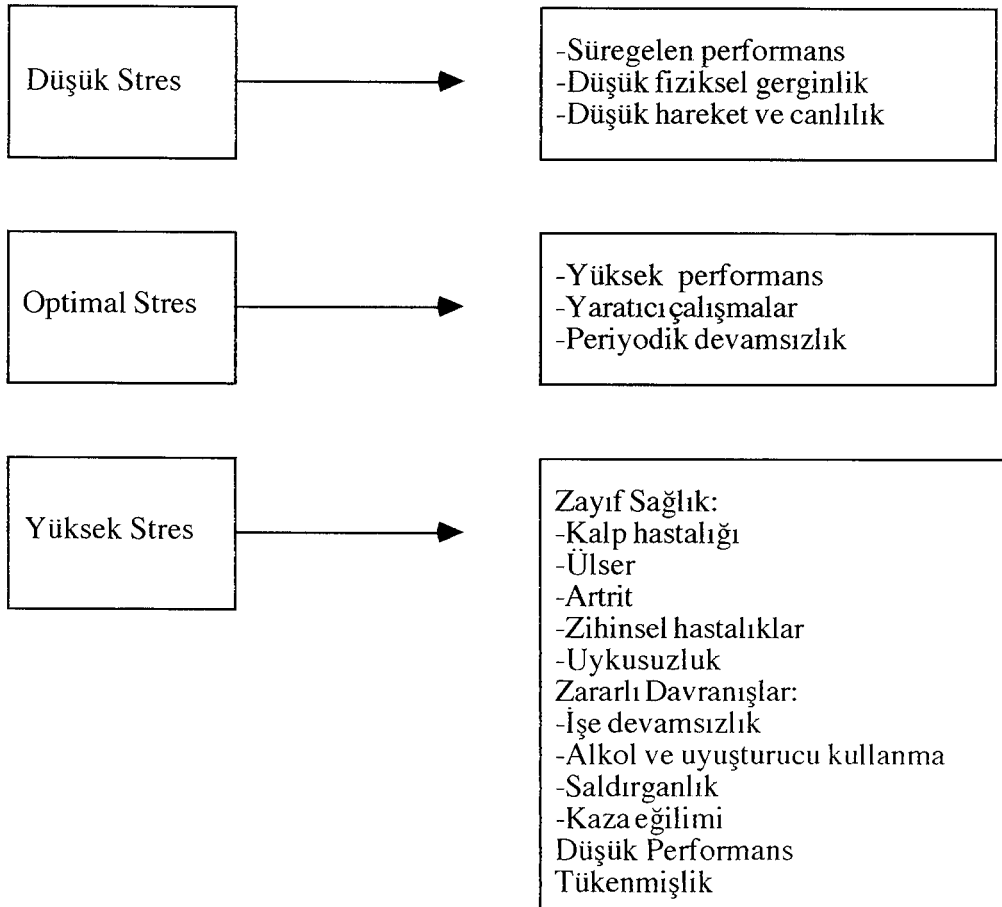 Düşük Stres
-Süregelen performans
-Düşük fiziksel gerginlik
-Düşük hareket ve canlılık
Optimal Stres
-Yüksek performans
-Yaratıcı çalışmalar
-Periyodik devamsızlık
Yüksek Stres
Zayıf Sağlık:
-Kalp hastalığı
-Ülser
-Artrit
-Zihinsel hastalıklar
-Uykusuzluk
Zararlı Davranışlar:
-İşe devamsızlık
-Alkol ve uyuşturucu kullanma
-Saldırganlık
-Kaza eğilimi
Düşük Performans
Tükenmişlik